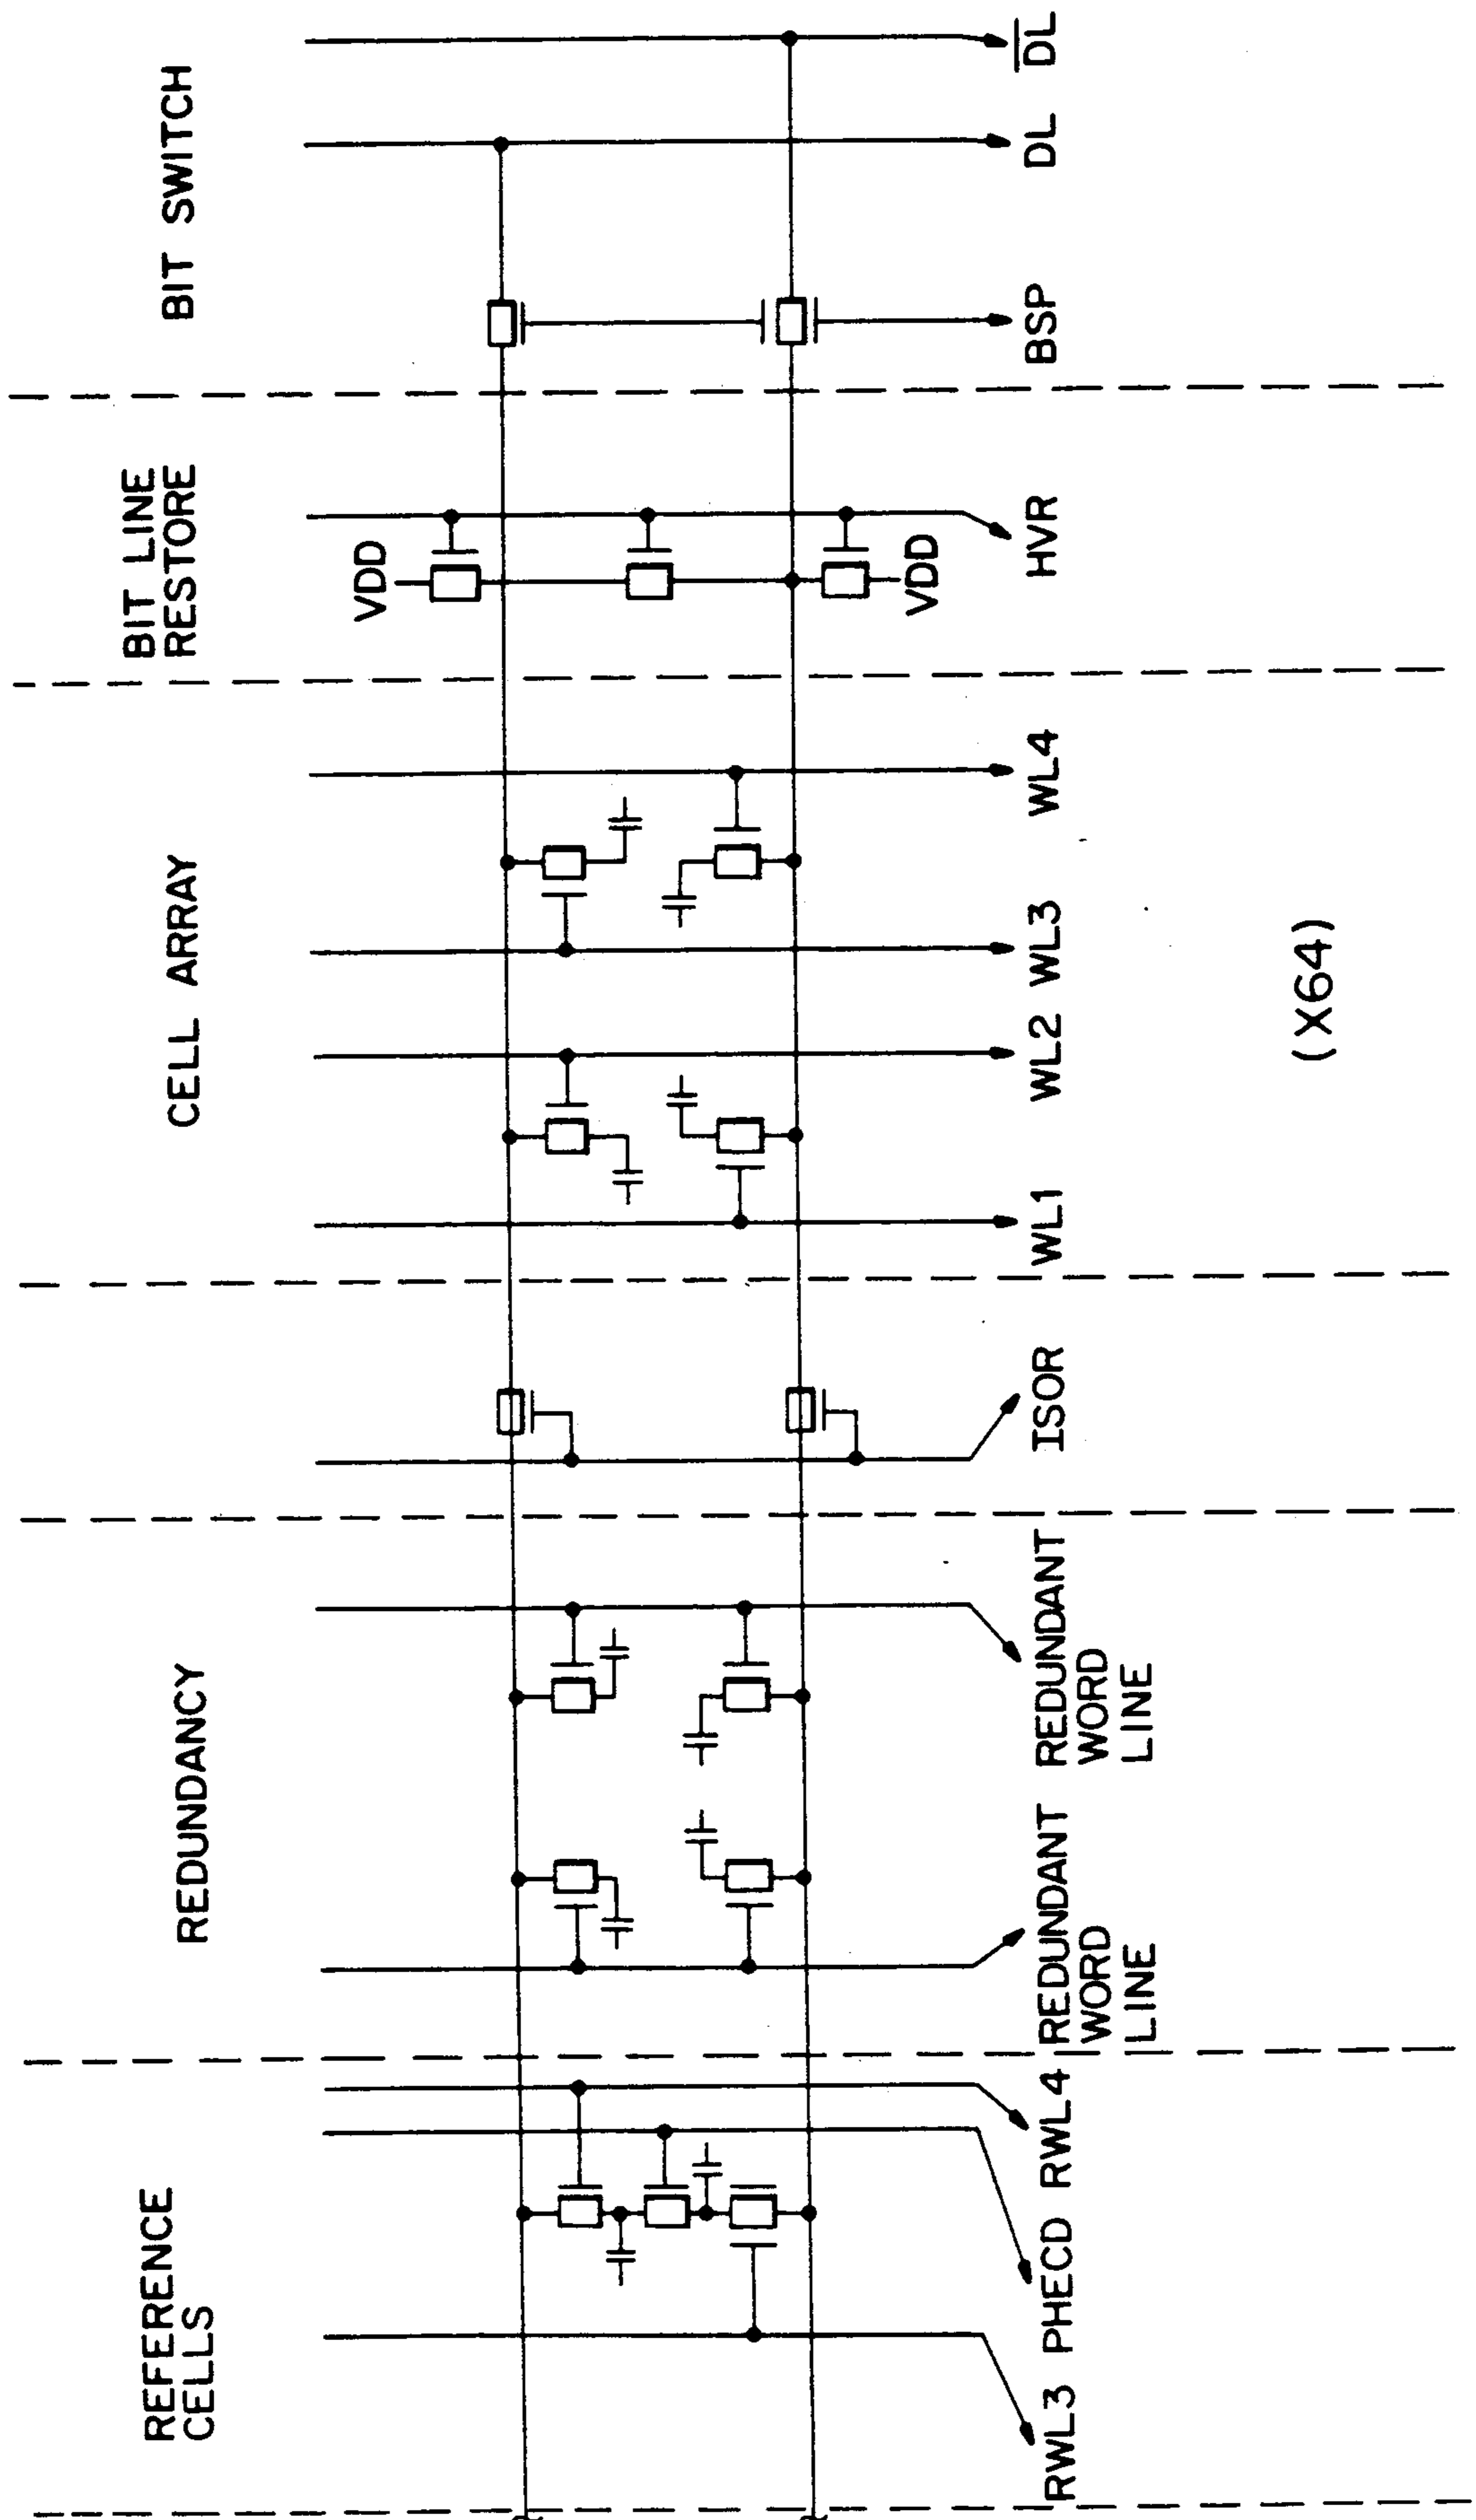 REFERENCE
CELLS
REDUNDANCY
CELL ARRAY
BIT LINE
RESTORE
BIT SWITCH
VDD
VDD
RWL3
PHECD
RWL4
REDUNDANT
WORD
LINE
REDUNDANT
WORD
LINE
ISOR
WL1
WL2
WL3
WL4
HVR
BSP
DL
D̅L̅
(X64)